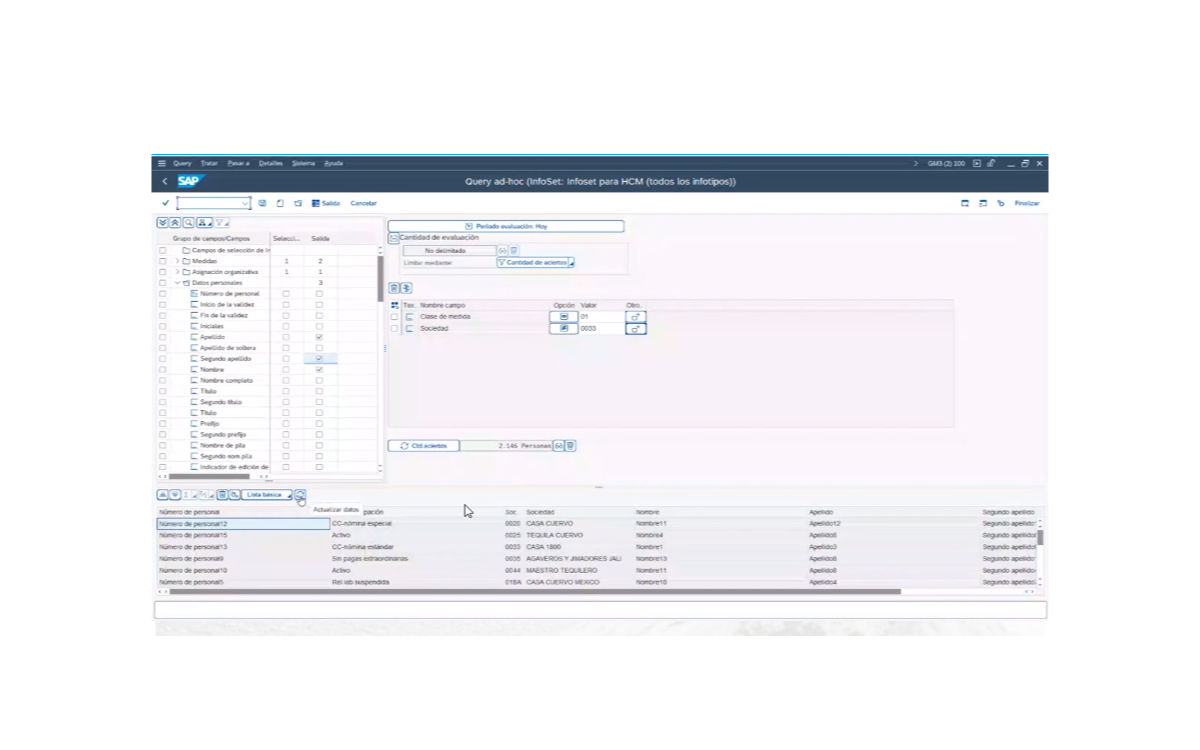 Query Tratar Pasar a Detalles Sistema Ayuda GM3 (2) 100
SAP Query ad-hoc (InfoSet: Infoset para HCM (todos los infotipos))
Salida Cancelar Finalizar
Período evaluación: Hoy
Cantidad de evaluación
No delimitado
Limitar mediante: Cantidad de aciertos
Grupo de campos/Campos Selecci... Salida
Campos de selección de In
Medidas 1 2
Asignación organizativa 1 1
Datos personales 3
Número de personal
Inicio de la validez
Fin de la validez
Iniciales
Apellido
Apellido de soltera
Segundo apellido
Nombre
Nombre completo
Título
Segundo título
Título
Prefijo
Segundo prefijo
Nombre de pila
Segundo nom.pila
Indicador de edición de
Tex.. Nombre campo Opción Valor Otro..
Clase de medida 01
Sociedad 0033
Ctd.aciertos 2.146 Personas
Lista básica
Actualizar datos
Número de personal pación Soc. Sociedad Nombre Apellido Segundo apellido
Número de personal12 CC-nómina especial 0020 CASA CUERVO Nombre11 Apellido12 Segundo apellido
Número de personal15 Activo 0025 TEQUILA CUERVO Nombre4 Apellido8 Segundo apellido
Número de personal13 CC-nómina estándar 0033 CASA 1800 Nombre1 Apellido3 Segundo apellido
Número de personal9 Sin pagas extraordinarias 0035 AGAVEROS Y JIMADORES JALI Nombre13 Apellido8 Segundo apellido
Número de personal10 Activo 0044 MAESTRO TEQUILERO Nombre11 Apellido8 Segundo apellido
Número de personal5 Rel lab suspendida 018A CASA CUERVO MEXICO Nombre10 Apellido4 Segundo apellido